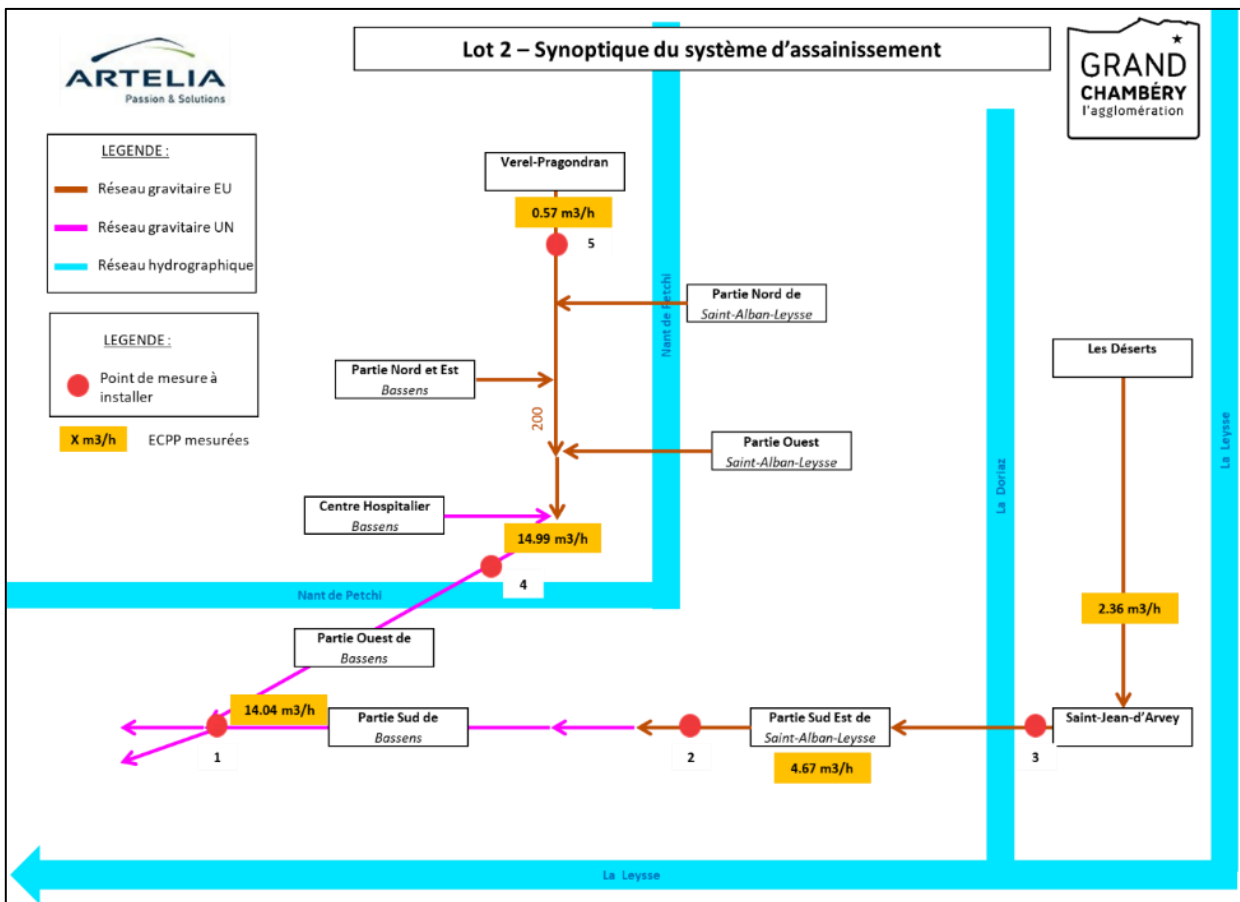 Lot 2 – Synoptique du système d'assainissement
ARTELIA
Passion & Solutions
GRAND
CHAMBÉRY
l'agglomération
LEGENDE :
Réseau gravitaire EU
Réseau gravitaire UN
Réseau hydrographique
LEGENDE :
Point de mesure à
installer
X m3/h
ECPP mesurées
Verel-Pragondran
0.57 m3/h
5
Partie Nord de
Saint-Alban-Leysse
Nant de Petchi
Partie Nord et Est
Bassens
200
Partie Ouest
Saint-Alban-Leysse
Les Déserts
La Leysse
La Doriaz
Centre Hospitalier
Bassens
14.99 m3/h
4
Nant de Petchi
2.36 m3/h
Partie Ouest de
Bassens
14.04 m3/h
1
Partie Sud de
Bassens
2
Partie Sud Est de
Saint-Alban-Leysse
4.67 m3/h
3
Saint-Jean-d'Arvey
La Leysse